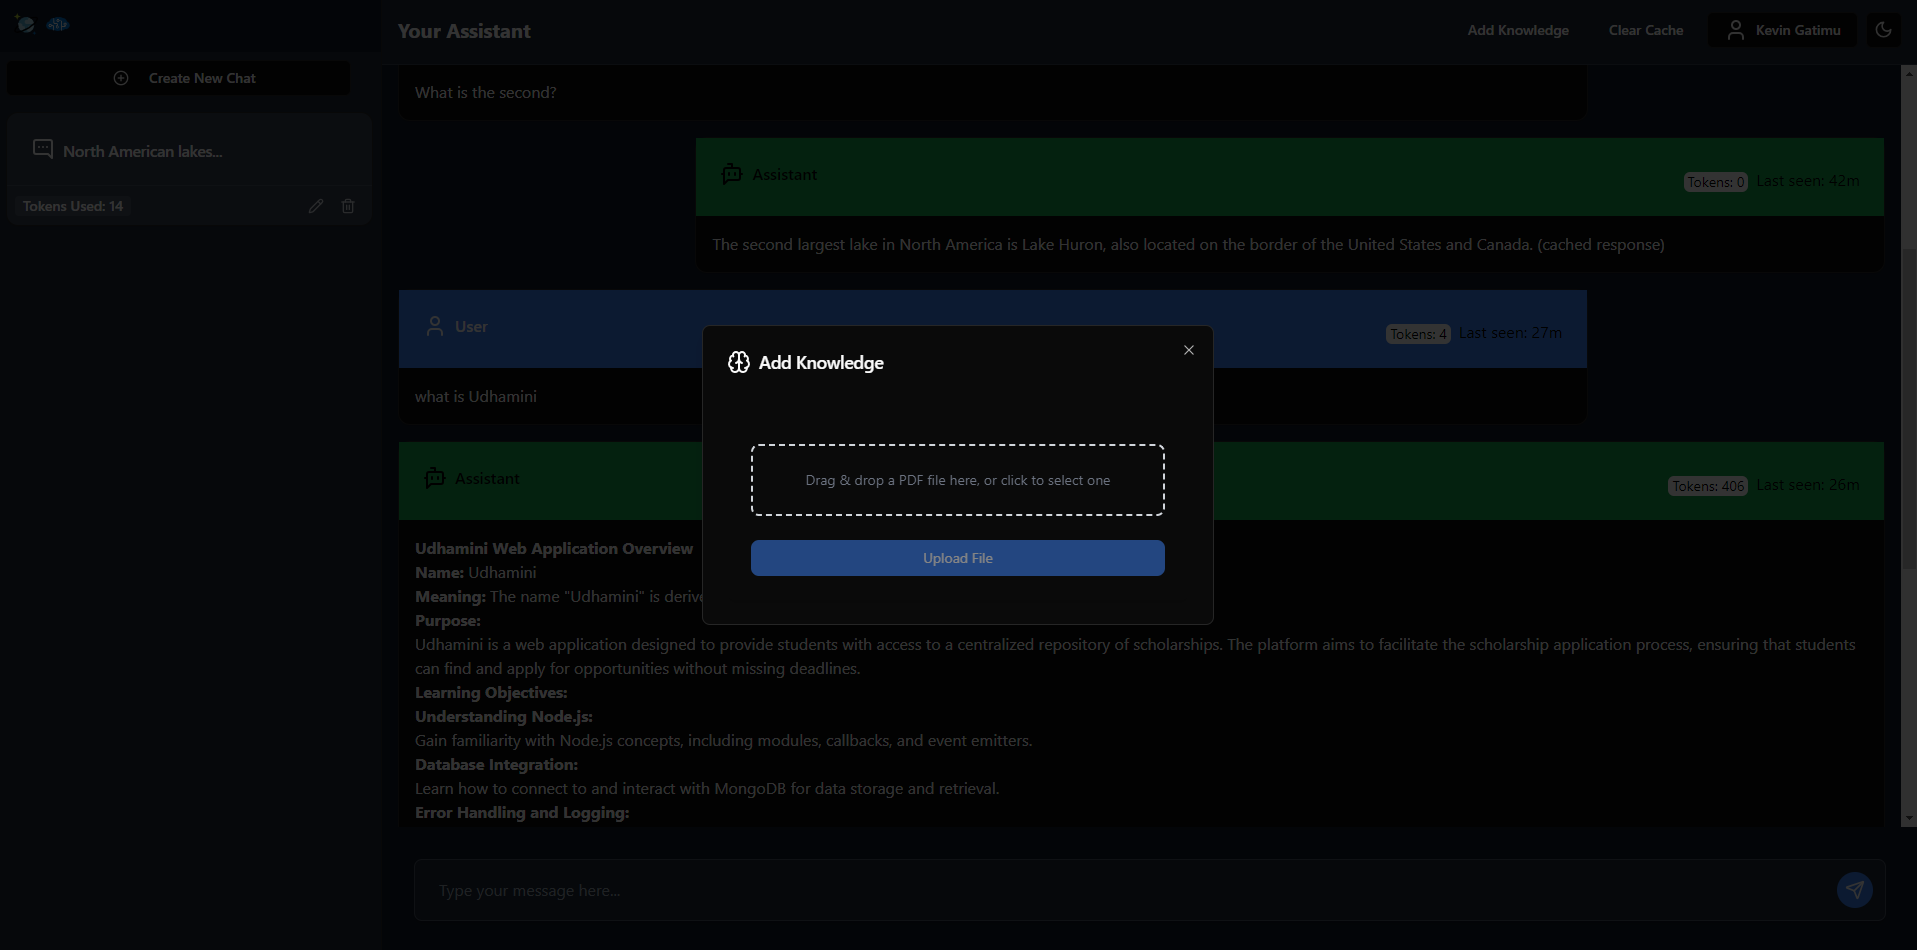 Your Assistant
Add Knowledge
Clear Cache
Kevin Gatimu
Create New Chat
North American lakes...
Tokens Used: 14
What is the second?
Assistant
Tokens: 0
Last seen: 42m
The second largest lake in North America is Lake Huron, also located on the border of the United States and Canada. (cached response)
User
Tokens: 4
Last seen: 27m
what is Udhamini
Add Knowledge
Drag & drop a PDF file here, or click to select one
Upload File
Assistant
Tokens: 406
Last seen: 26m
Udhamini Web Application Overview
Name: Udhamini
Meaning: The name "Udhamini" is
Purpose:
Udhamini is a web application designed to provide students with access to a centralized repository of scholarships. The platform aims to facilitate the scholarship application process, ensuring that students
can find and apply for opportunities without missing deadlines.
Learning Objectives:
Understanding Node.js:
Gain familiarity with Node.js concepts, including modules, callbacks, and event emitters.
Database Integration:
Learn how to connect to and interact with MongoDB for data storage and retrieval.
Error Handling and Logging:
Type your message here...